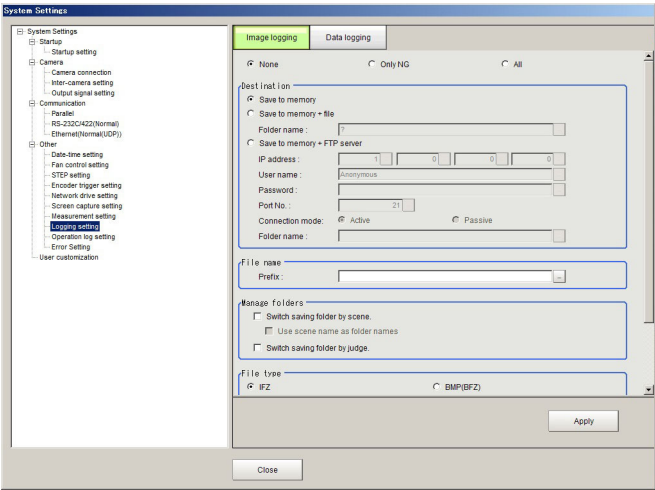 System Settings
System Settings
Startup
Startup setting
Camera
Camera connection
Inter-camera setting
Output signal setting
Communication
Parallel
RS-232C/422(Normal)
Ethernet(Normal(UDP))
Other
Date-time setting
Fan control setting
STEP setting
Encoder trigger setting
Network drive setting
Screen capture setting
Measurement setting
Logging setting
Operation log setting
Error Setting
User customization
Image logging Data logging
None Only NG All
Destination
Save to memory
Save to memory + file
Folder name : ?
Save to memory + FTP server
IP address : 1 0 0 0
User name : Anonymous
Password :
Port No. : 21
Connection mode: Active Passive
Folder name :
File name
Prefix : ...
Manage folders
Switch saving folder by scene.
Use scene name as folder names
Switch saving folder by judge.
File type
IFZ BMP(BFZ)
Apply
Close